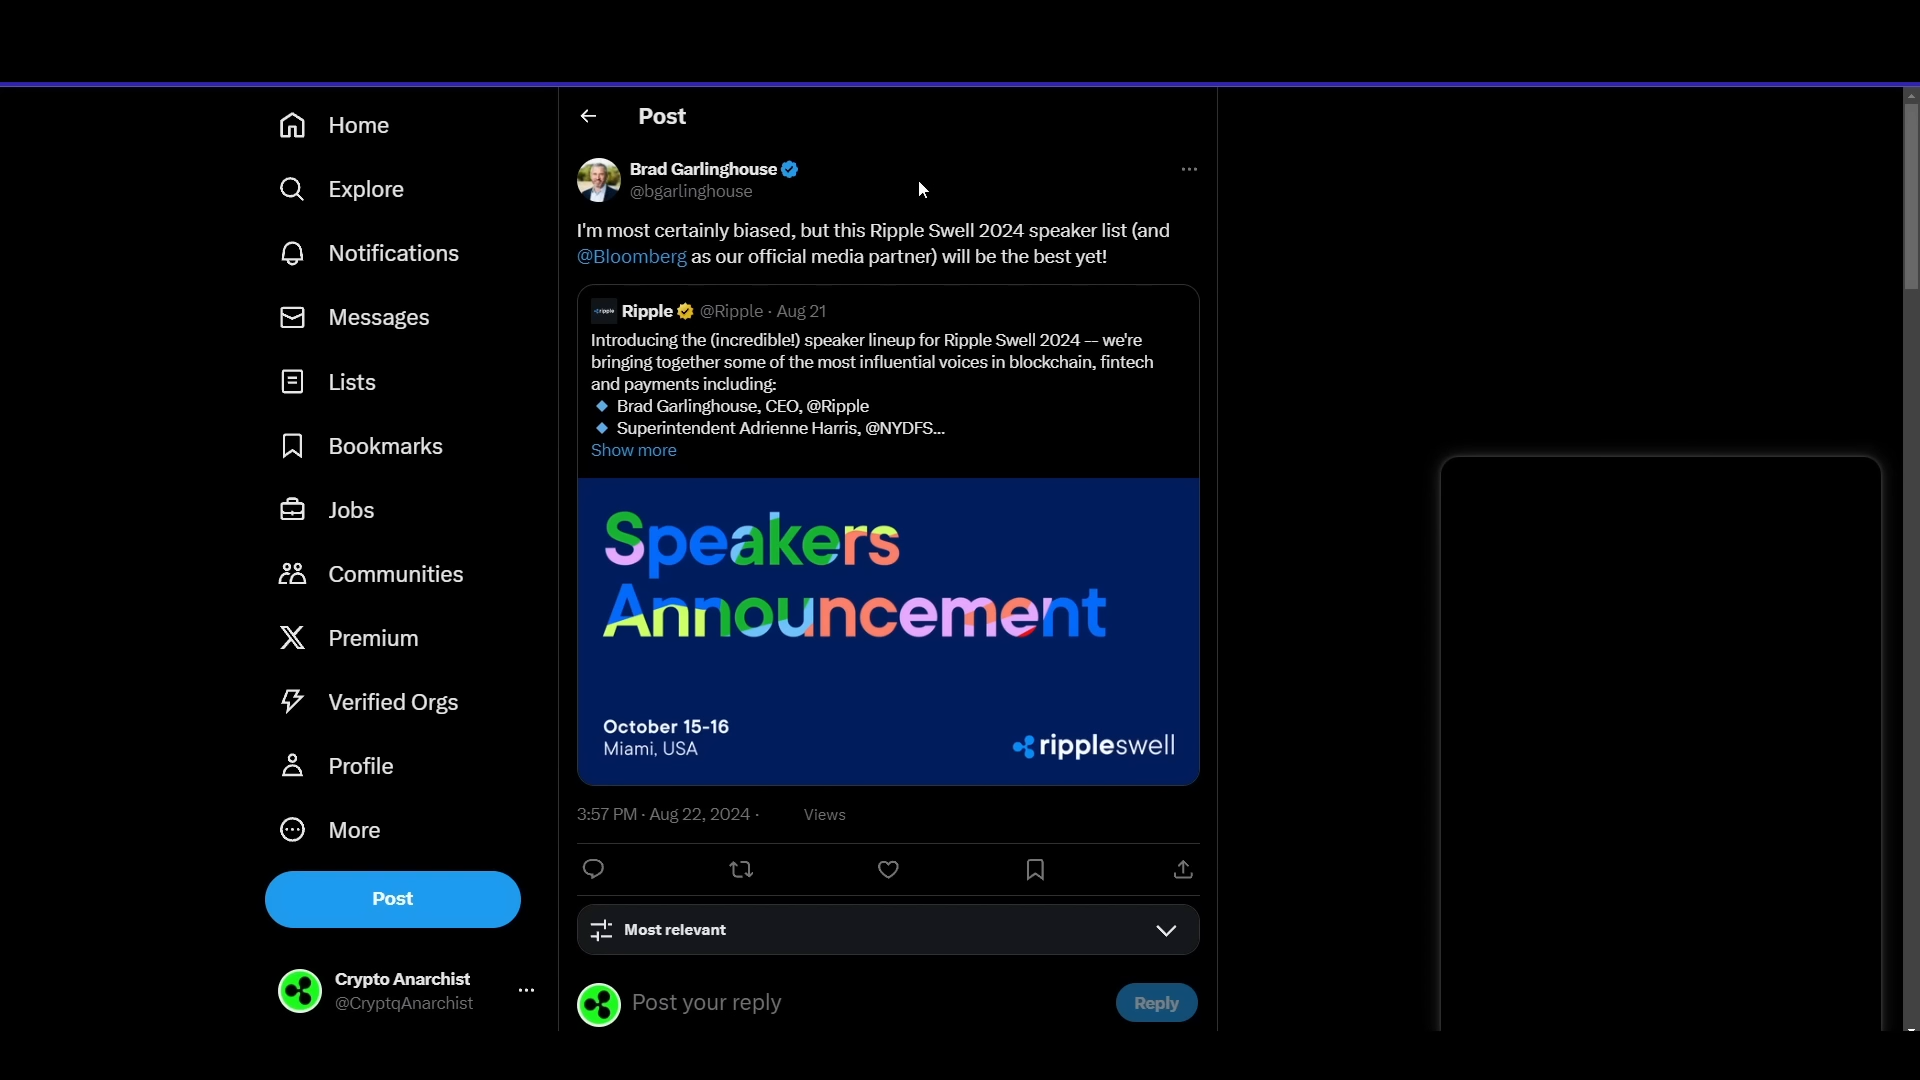 Home
Explore
Notifications
Messages
Lists
Bookmarks
Jobs
Communities
Premium
Verified Orgs
Profile
More
Post
Crypto Anarchist
@CryptqAnarchist
Post
Brad Garlinghouse
@bgarlinghouse
I'm most certainly biased, but this Ripple Swell 2024 speaker list (and
@Bloomberg as our official media partner) will be the best yet!
ripple
Ripple @Ripple · Aug 21
Introducing the (incredible!) speaker lineup for Ripple Swell 2024 -- we're
bringing together some of the most influential voices in blockchain, fintech
and payments including:
🔹 Brad Garlinghouse, CEO, @Ripple
🔹 Superintendent Adrienne Harris, @NYDFS...
Show more
Speakers
Announcement
October 15-16
Miami, USA
rippleswell
3:57 PM · Aug 22, 2024 · Views
Most relevant
Post your reply
Reply